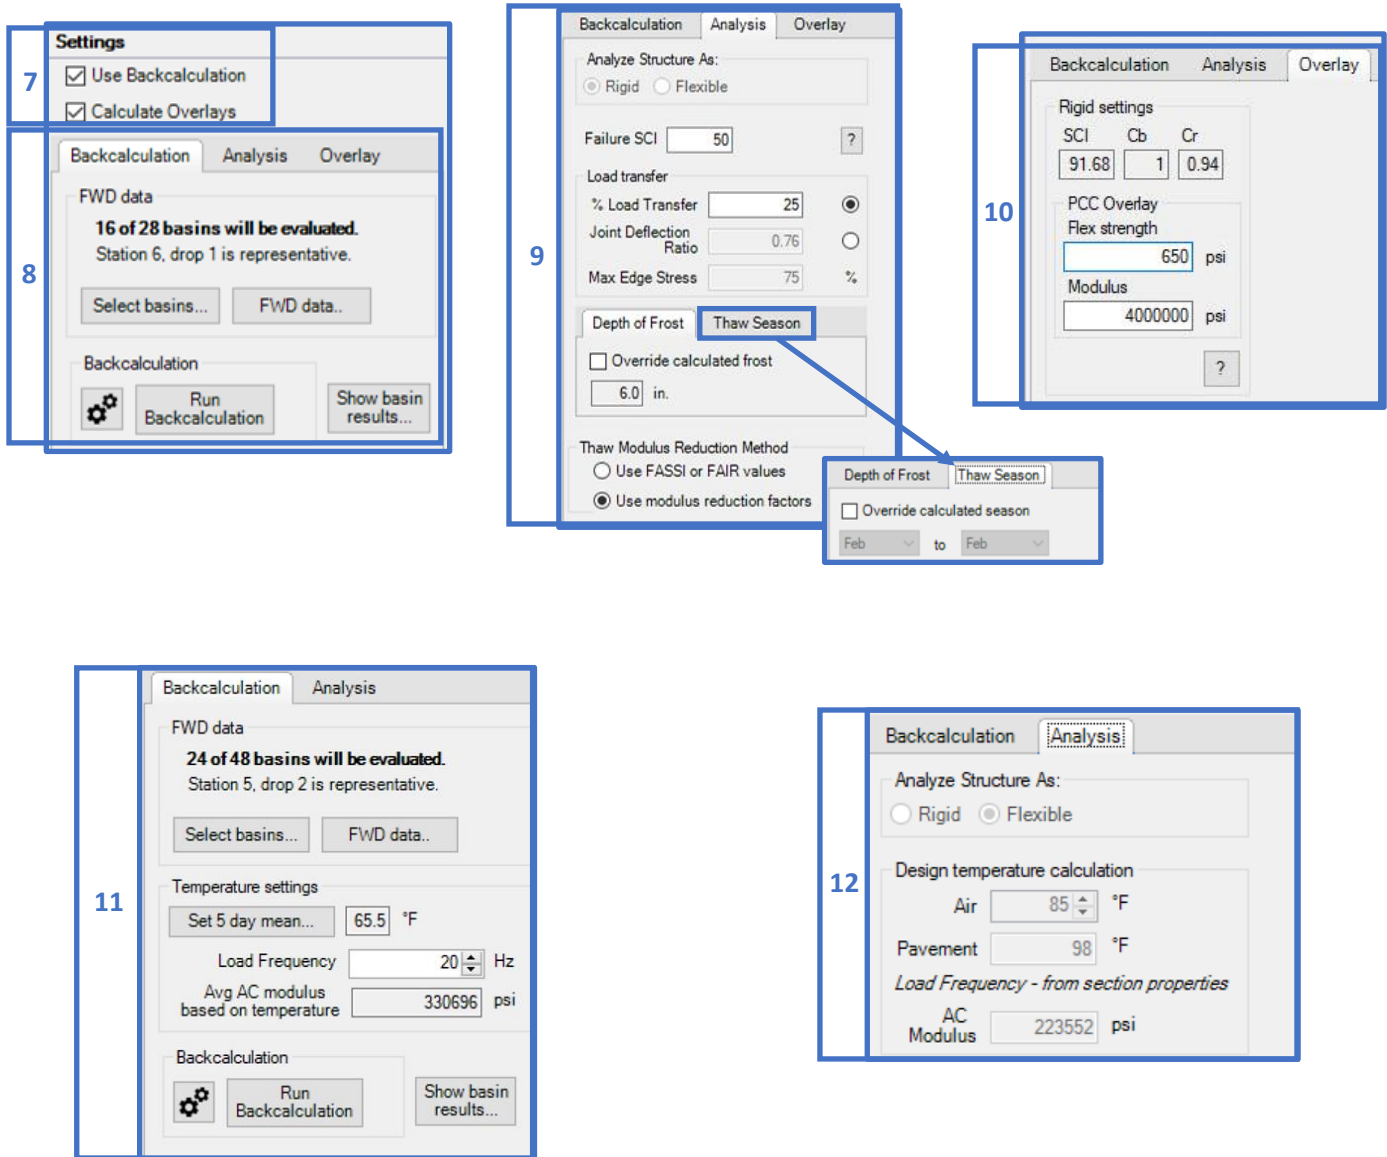 7
Settings
Use Backcalculation
Calculate Overlays
8
Backcalculation Analysis Overlay
FWD data
16 of 28 basins will be evaluated.
Station 6, drop 1 is representative.
Select basins... FWD data..
Backcalculation
Run
Backcalculation
Show basin
results...
9
Backcalculation Analysis Overlay
Analyze Structure As:
Rigid Flexible
Failure SCI 50 ?
Load transfer
% Load Transfer 25
Joint Deflection
Ratio 0.76
Max Edge Stress 75 %
Depth of Frost Thaw Season
Override calculated frost
6.0 in.
Thaw Modulus Reduction Method
Use FASSI or FAIR values
Use modulus reduction factors
Depth of Frost Thaw Season
Override calculated season
Feb to Feb
10
Backcalculation Analysis Overlay
Rigid settings
SCI Cb Cr
91.68 1 0.94
PCC Overlay
Flex strength
650 psi
Modulus
4000000 psi
?
11
Backcalculation Analysis
FWD data
24 of 48 basins will be evaluated.
Station 5, drop 2 is representative.
Select basins... FWD data..
Temperature settings
Set 5 day mean... 65.5 °F
Load Frequency 20 Hz
Avg AC modulus
based on temperature 330696 psi
Backcalculation
Run
Backcalculation
Show basin
results...
12
Backcalculation Analysis
Analyze Structure As:
Rigid Flexible
Design temperature calculation
Air 85 °F
Pavement 98 °F
Load Frequency - from section properties
AC
Modulus 223552 psi